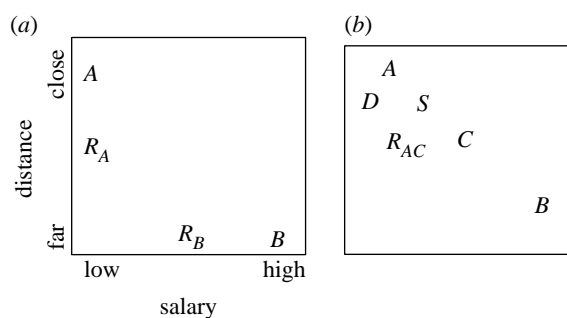 (a)
close
distance
far
A
R_A
R_B
B
low
high
salary
(b)
A
D
S
R_AC
C
B